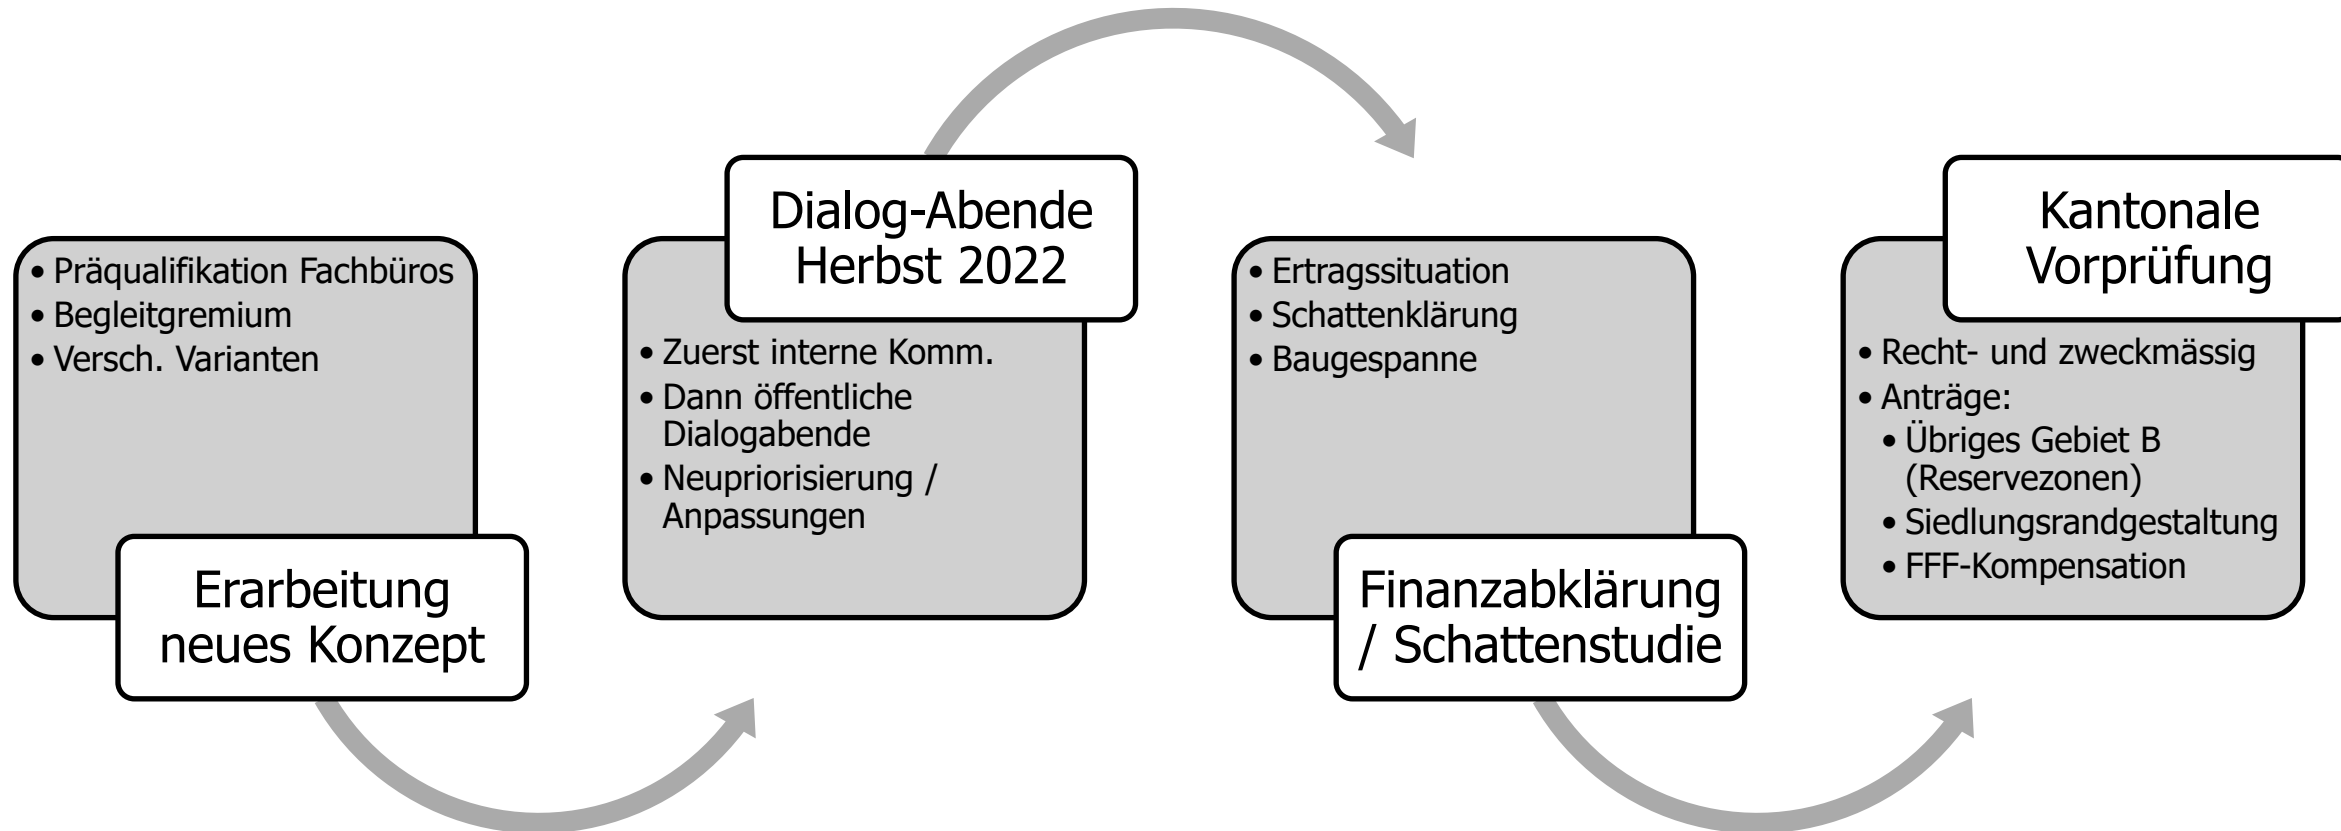 • Präqualifikation Fachbüros
• Begleitgremium
• Versch. Varianten
Erarbeitung
neues Konzept
Dialog-Abende
Herbst 2022
• Zuerst interne Komm.
• Dann öffentliche
Dialogabende
• Neupriorisierung /
Anpassungen
• Ertragssituation
• Schattenklärung
• Baugespanne
Finanzabklärung
/ Schattenstudie
Kantonale
Vorprüfung
• Recht- und zweckmässig
• Anträge:
• Übriges Gebiet B
(Reservezonen)
• Siedlungsrandgestaltung
• FFF-Kompensation